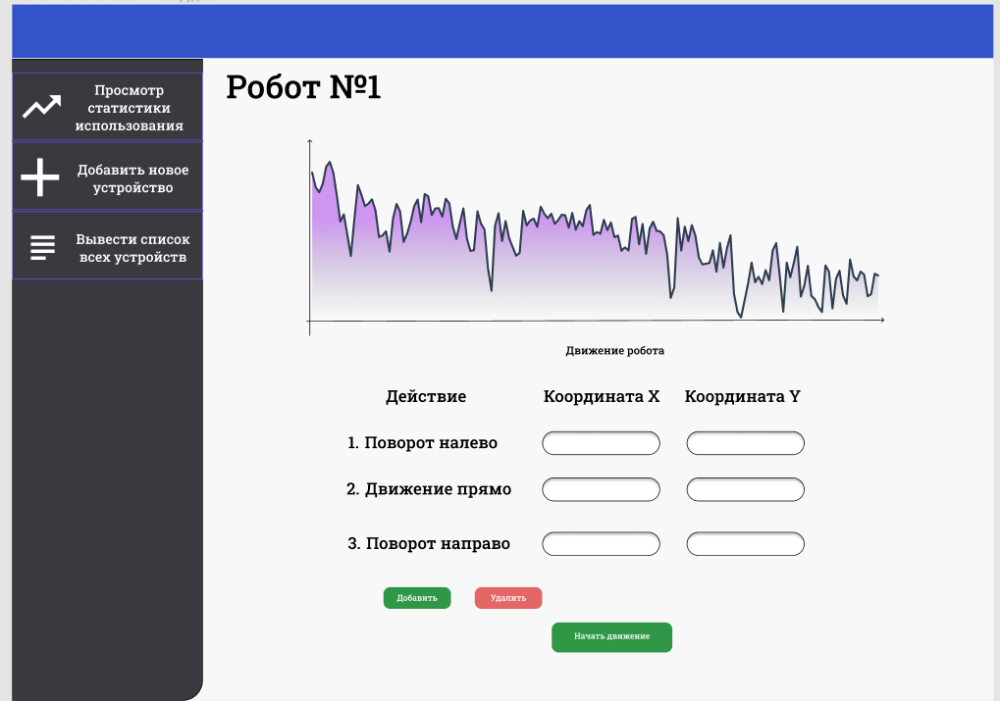 Робот №1
Просмотр
статистики
использования
Добавить новое
устройство
Вывести список
всех устройств
Движение робота
Действие Координата X Координата Y
1. Поворот налево
2. Движение прямо
3. Поворот направо
Добавить Удалить
Начать движение